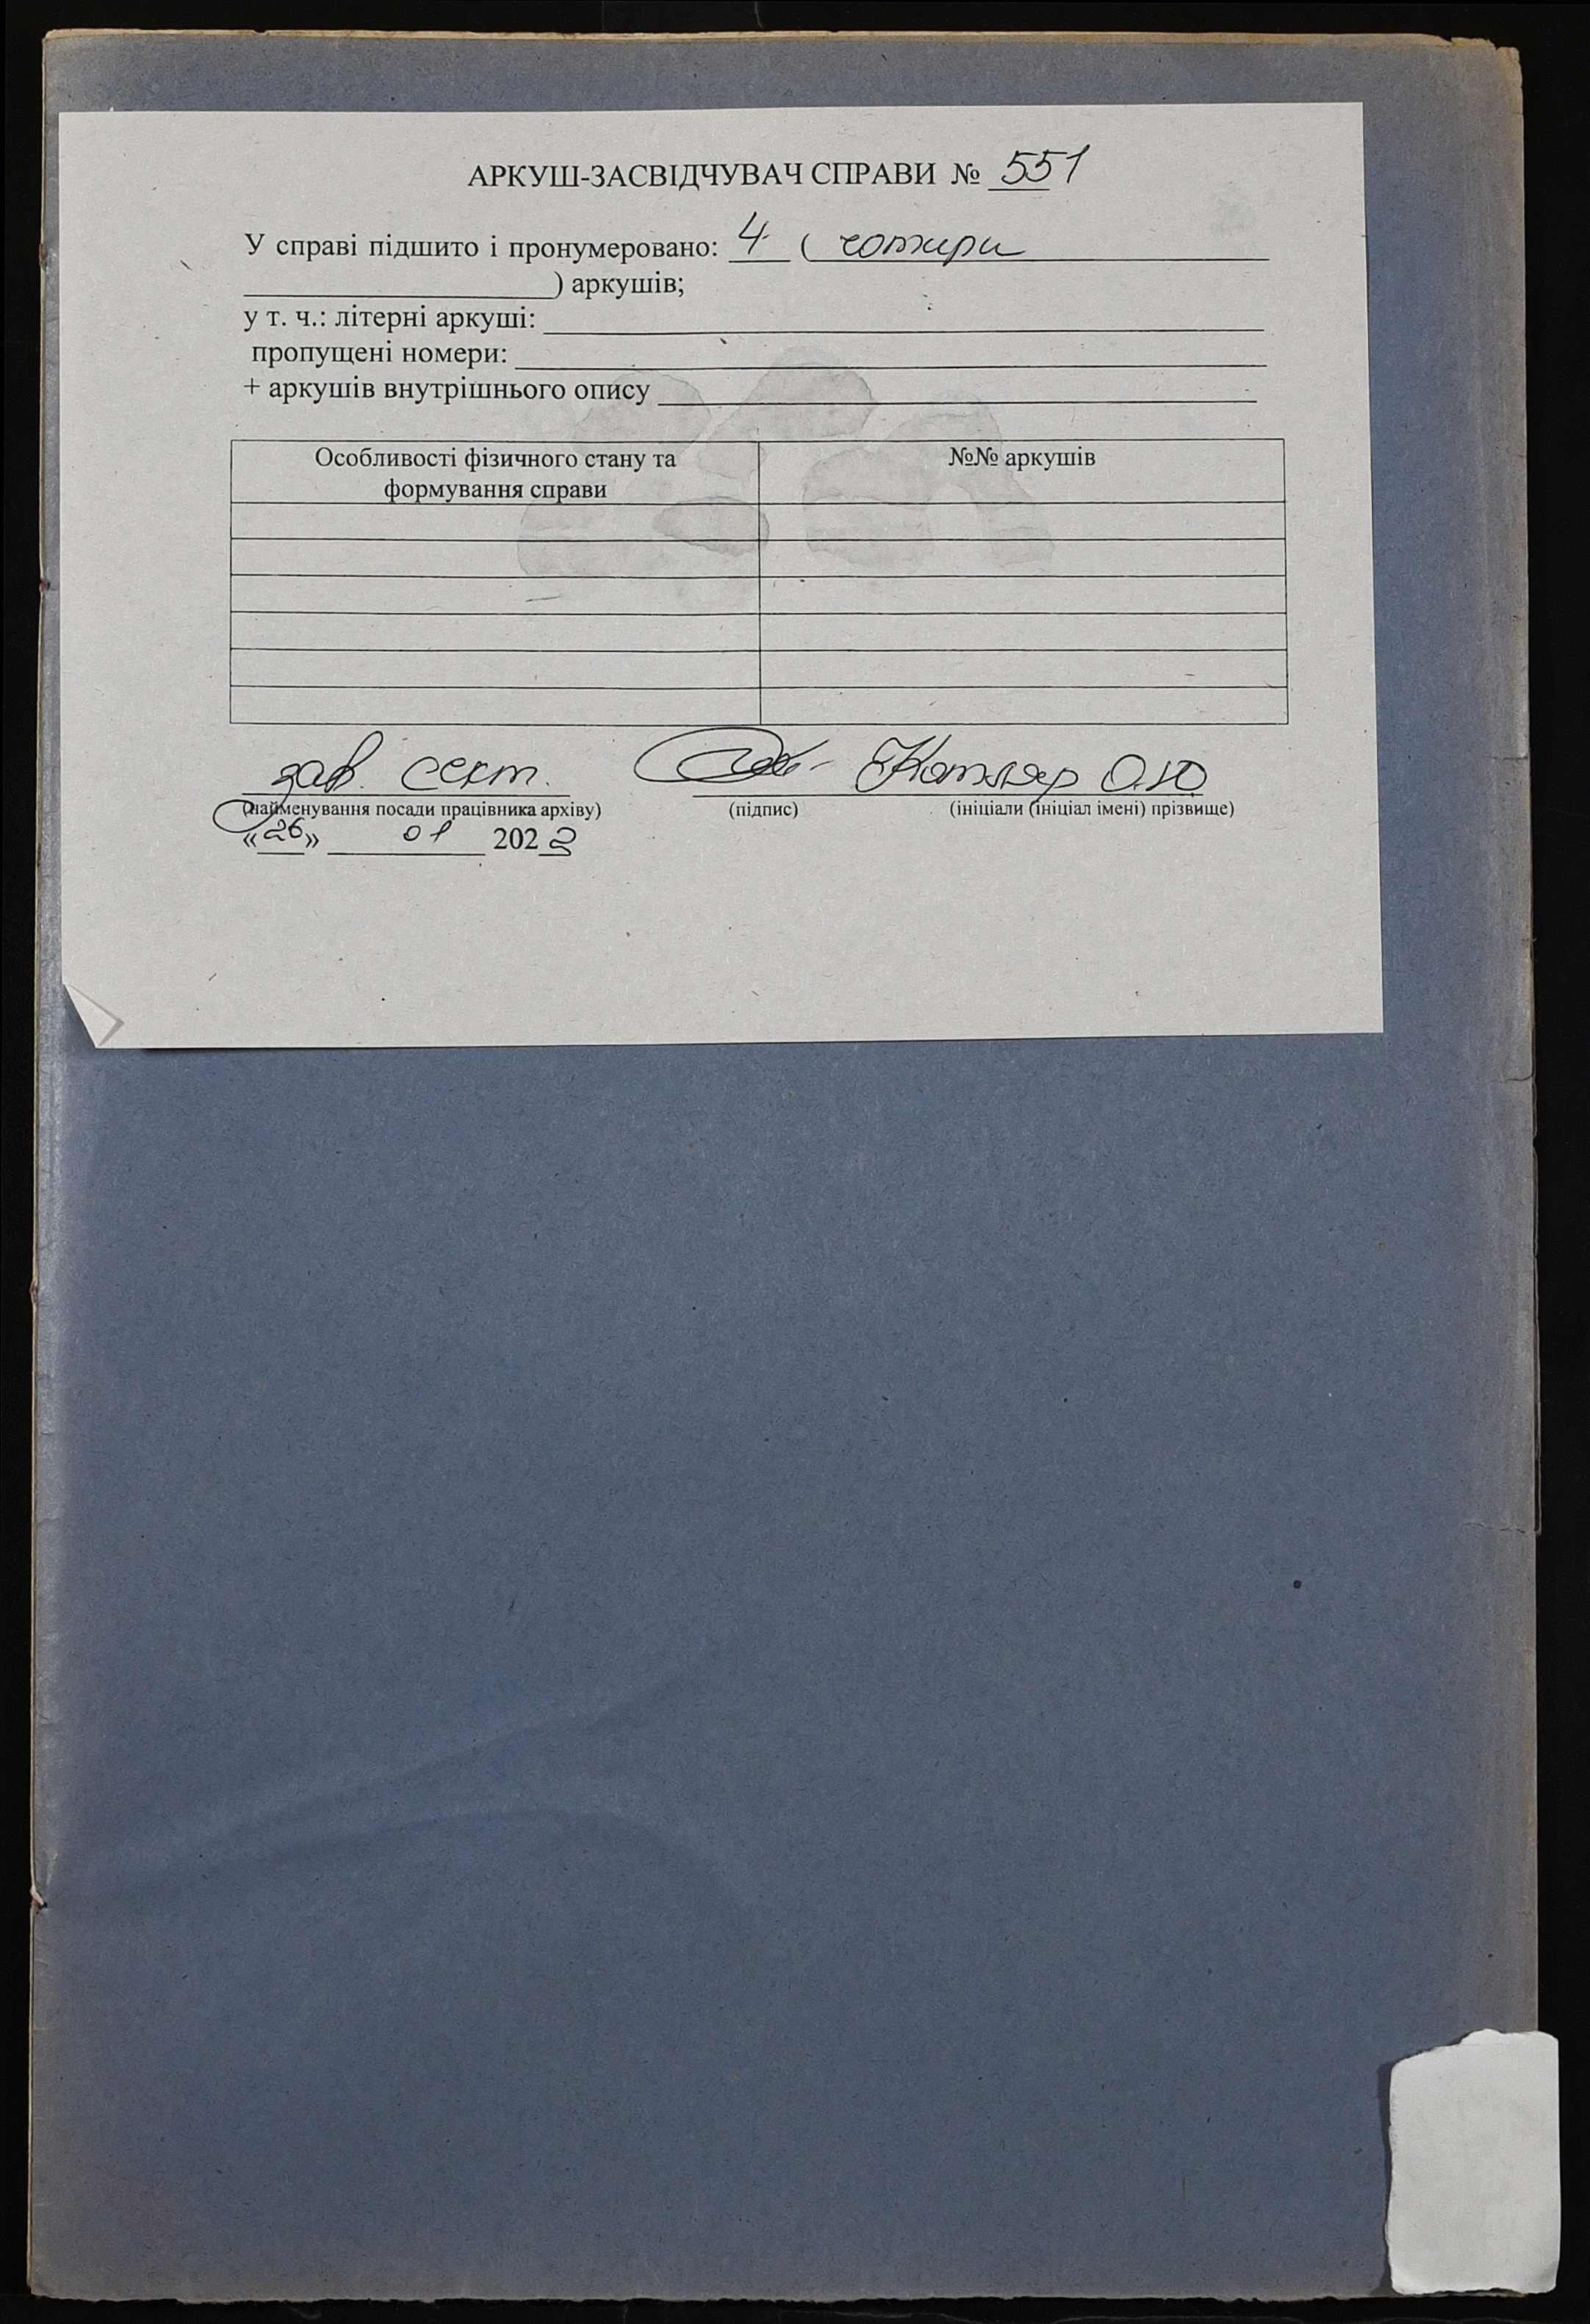 АРКУШ-ЗАСВІДЧУВАЧ СПРАВИ № 551
У справі підшито і пронумеровано: 4 ( чотири
) аркушів;
у т. ч.: літерні аркуші:
пропущені номери:
+ аркушів внутрішнього опису
Особливості фізичного стану та формування справи
№№ аркушів
зав. сект. Котляр О.Ю.
(найменування посади працівника архіву) (підпис) (ініціали (ініціал імені) прізвище)
«26» 01 2022